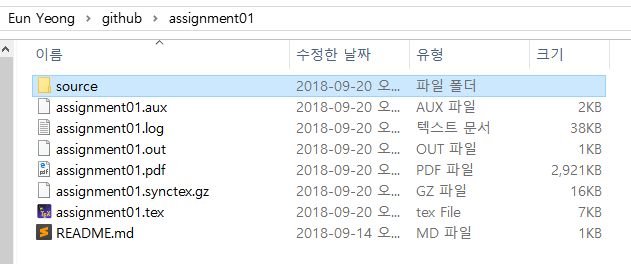 Eun Yeong > github > assignment01
이름 수정한 날짜 유형 크기
source 2018-09-20 오... 파일 폴더
assignment01.aux 2018-09-20 오... AUX 파일 2KB
assignment01.log 2018-09-20 오... 텍스트 문서 38KB
assignment01.out 2018-09-20 오... OUT 파일 1KB
assignment01.pdf 2018-09-20 오... PDF 파일 2,921KB
assignment01.synctex.gz 2018-09-20 오... GZ 파일 16KB
assignment01.tex 2018-09-20 오... tex File 7KB
README.md 2018-09-14 오... MD 파일 1KB